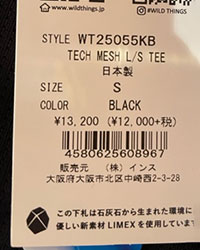 www.wildthings.jp
#WILD THINGS
STYLE WT25055KB
TECH MESH L/S TEE
日本製
SIZE S
COLOR BLACK
¥13,200 (¥12,000+税)
4580625608967
販売元 (株)インス
大阪府大阪市北区中崎西2-3-28
この下げ札は石灰石から生まれた環境に
優しい新素材 LIMEX を使用しています